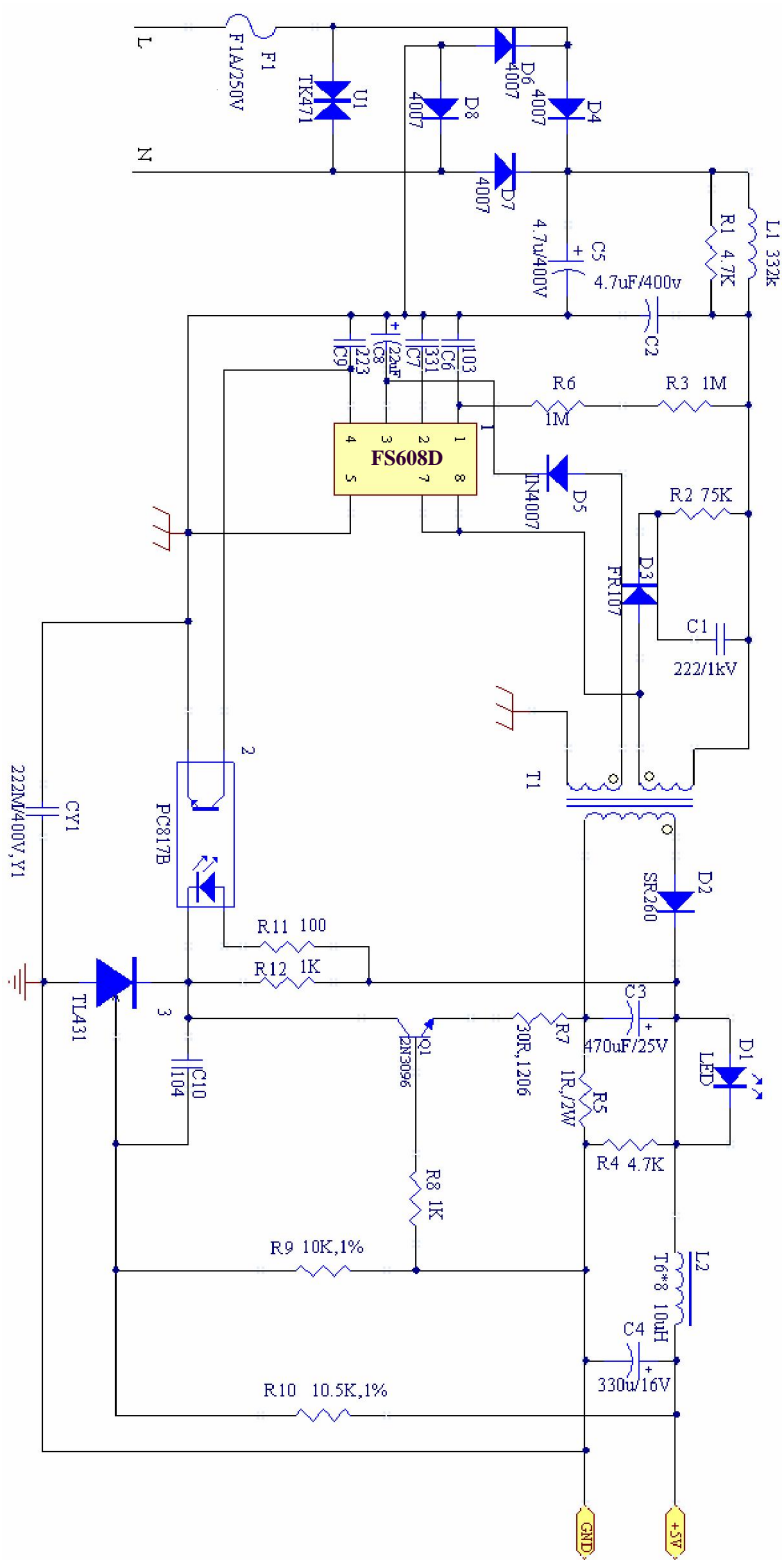 L
F1
F1A/250V
U1
TK471
N
D6
4007
D4
4007
D8
4007
D7
4007
L1 332k
R1 4.7K
C5
+
4.7u/400V
4.7uF/400v
C2
C9
223
+
C8
22uF
C7
331
C6
103
R6
1M
R3 1M
1
1
2
3
4
5
7
8
FS608D
D5
IN4007
R2 75K
D3
FR107
C1
222/1kV
T1
CY1
222M/400V,Y1
2
PC817B
D2
SR260
R11 100
R12 1K
TL431
3
C10
104
Q1
2N3096
R7
30R,1206
C3
+
470uF/25V
D1
LED
R5
1R,/2W
R4 4.7K
R8 1K
R9 10K,1%
L2
T6*8 10uH
C4
+
330u/16V
R10 10.5K,1%
GND
+5V